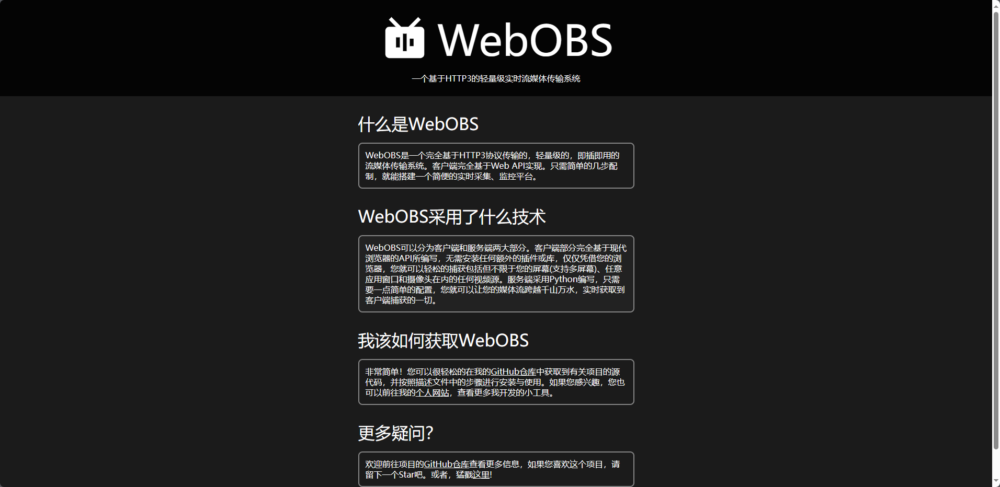 WebOBS
一个基于HTTP3的轻量级实时流媒体传输系统
什么是WebOBS
WebOBS是一个完全基于HTTP3协议传输的，轻量级的，即插即用的
流媒体传输系统。客户端完全基于Web API实现。只需简单的几步配
制，就能搭建一个简便的实时采集、监控平台。
WebOBS采用了什么技术
WebOBS可以分为客户端和服务端两大部分。客户端部分完全基于现代
浏览器的API所编写，无需安装任何额外的插件或库，仅仅凭借您的浏
览器，您就可以轻松的捕获包括但不限于您的屏幕(支持多屏幕)、任意
应用窗口和摄像头在内的任何视频源。服务端采用Python编写，只需
要一点简单的配置，您就可以让您的媒体流跨越千山万水，实时获取到
客户端捕获的一切。
我该如何获取WebOBS
非常简单！您可以很轻松的在我的GitHub仓库中获取到有关项目的源
代码，并按照描述文件中的步骤进行安装与使用。如果您感兴趣，您也
可以前往我的个人网站，查看更多我开发的小工具。
更多疑问？
欢迎前往项目的GitHub仓库查看更多信息，如果您喜欢这个项目，请
留下一个Star吧。或者，猛戳这里!